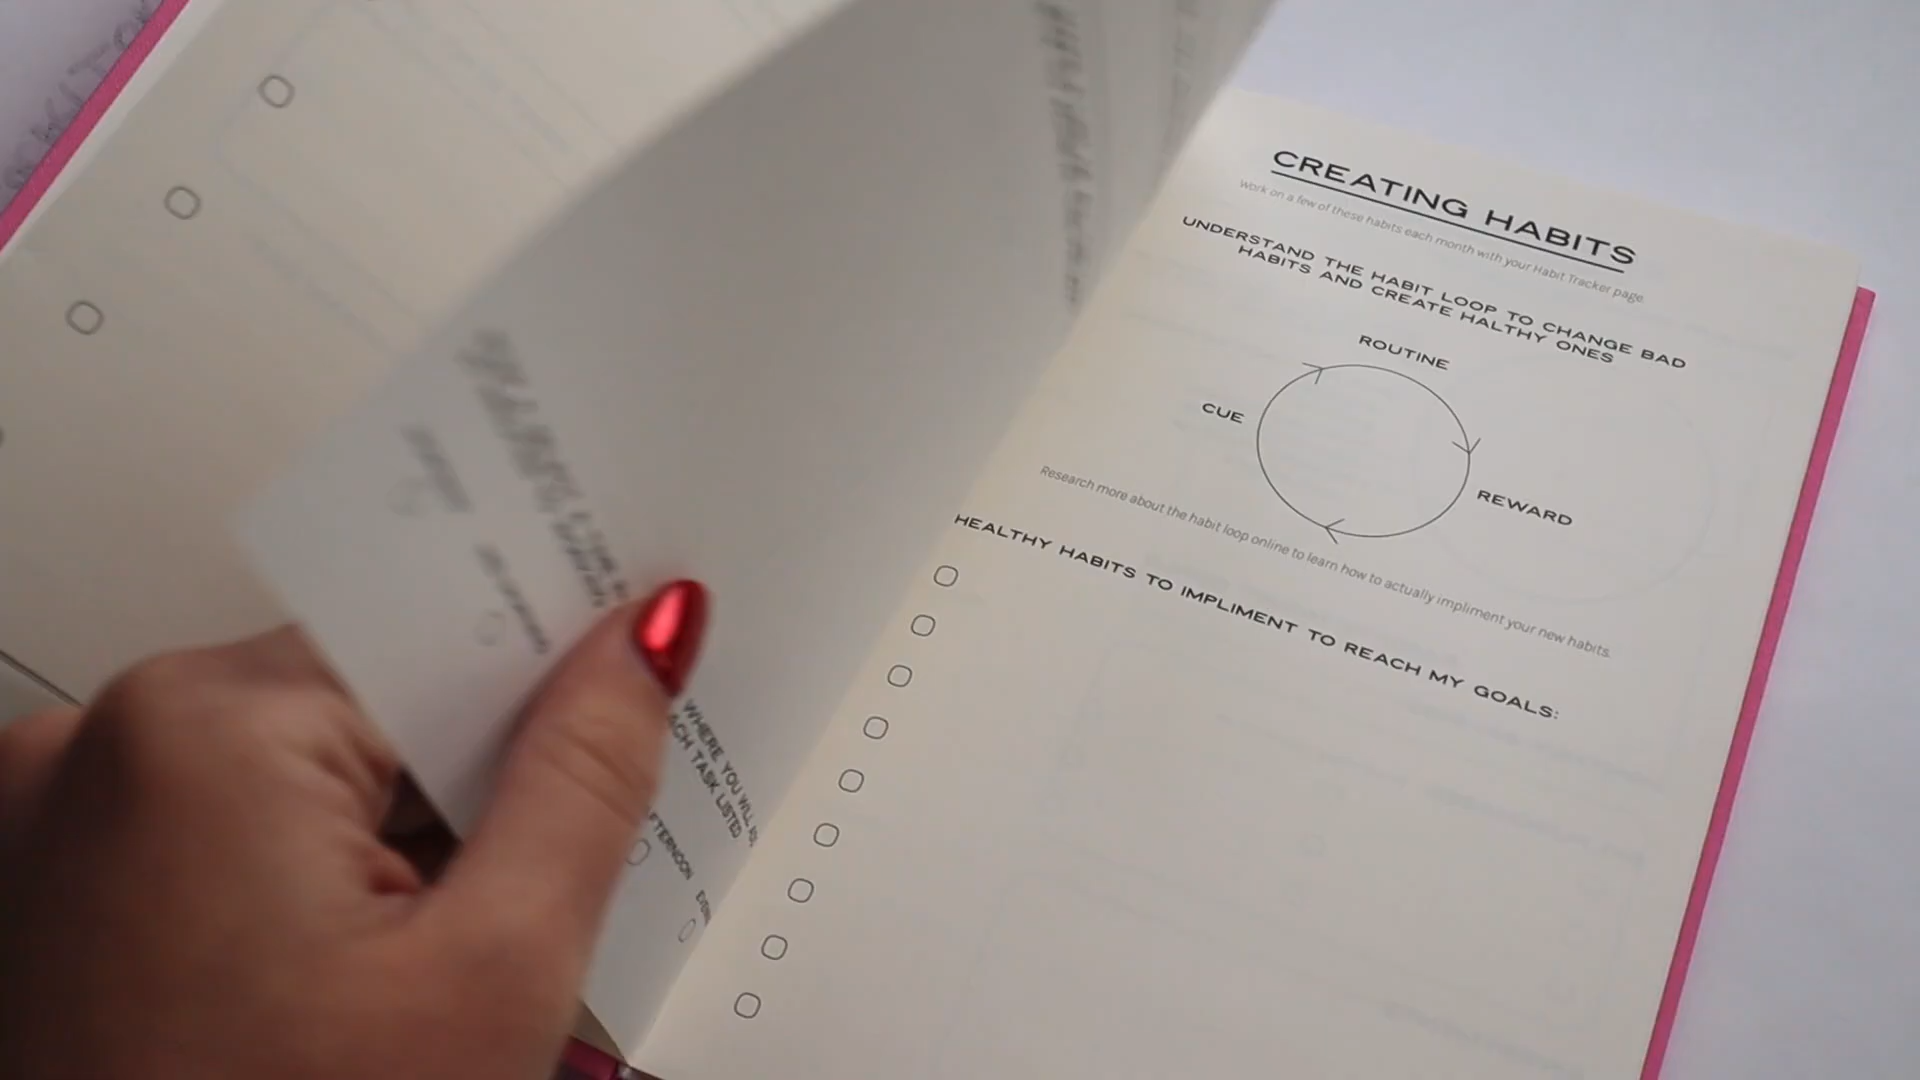 WHERE YOU WILL
ACH TASK LISTED
FTERNOON
CREATING HABITS
Work on a few of these habits each month with your Habit Tracker page.
UNDERSTAND THE HABIT LOOP TO CHANGE BAD
HABITS AND CREATE HALTHY ONES
ROUTINE
CUE
REWARD
Research more about the habit loop online to learn how to actually impliment your new habits.
HEALTHY HABITS TO IMPLIMENT TO REACH MY GOALS: